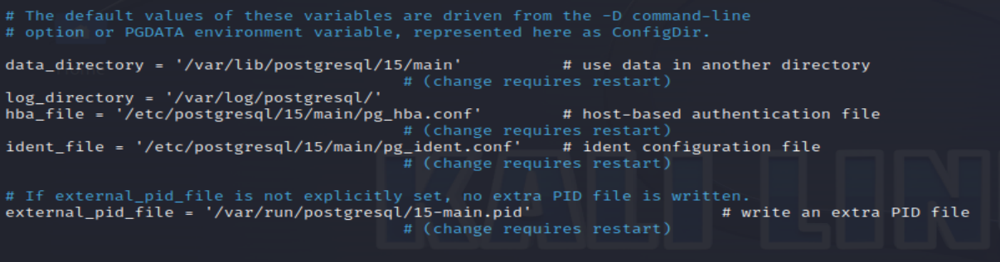 # The default values of these variables are driven from the -D command-line
# option or PGDATA environment variable, represented here as ConfigDir.
data_directory = '/var/lib/postgresql/15/main'               # use data in another directory
                                        # (change requires restart)
log_directory = '/var/log/postgresql/'
hba_file = '/etc/postgresql/15/main/pg_hba.conf'        # host-based authentication file
                                        # (change requires restart)
ident_file = '/etc/postgresql/15/main/pg_ident.conf'    # ident configuration file
                                        # (change requires restart)
# If external_pid_file is not explicitly set, no extra PID file is written.
external_pid_file = '/var/run/postgresql/15-main.pid'                   # write an extra PID file
                                        # (change requires restart)
KALI LIN